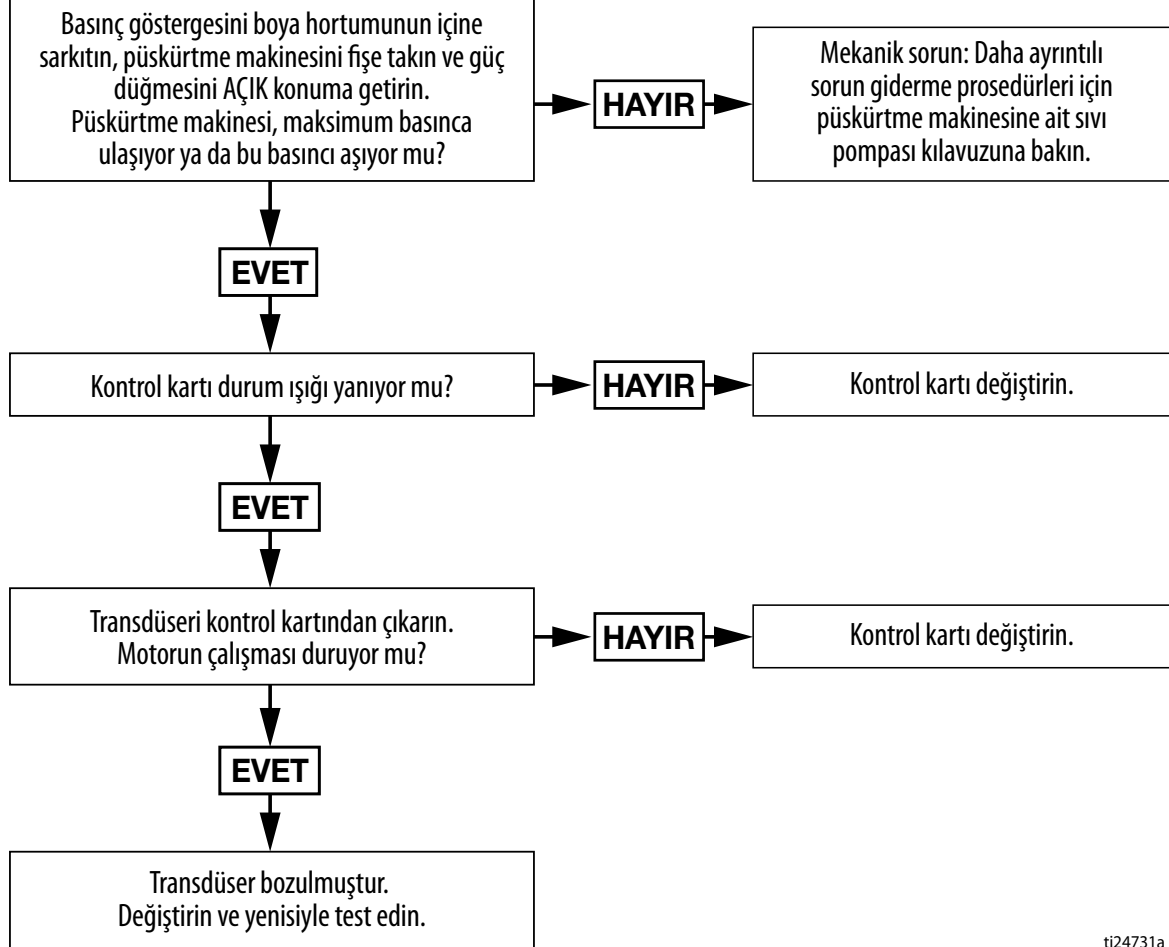 Basınç göstergesini boya hortumunun içine
sarkıtın, püskürtme makinesini fişe takın ve güç
düğmesini AÇIK konuma getirin.
Püskürtme makinesi, maksimum basınca
ulaşıyor ya da bu basıncı aşıyor mu?
HAYIR
Mekanik sorun: Daha ayrıntılı
sorun giderme prosedürleri için
püskürtme makinesine ait sıvı
pompası kılavuzuna bakın.
EVET
Kontrol kartı durum ışığı yanıyor mu?
HAYIR
Kontrol kartı değiştirin.
EVET
Transdüseri kontrol kartından çıkarın.
Motorun çalışması duruyor mu?
HAYIR
Kontrol kartı değiştirin.
EVET
Transdüser bozulmuştur.
Değiştirin ve yenisiyle test edin.
ti24731a